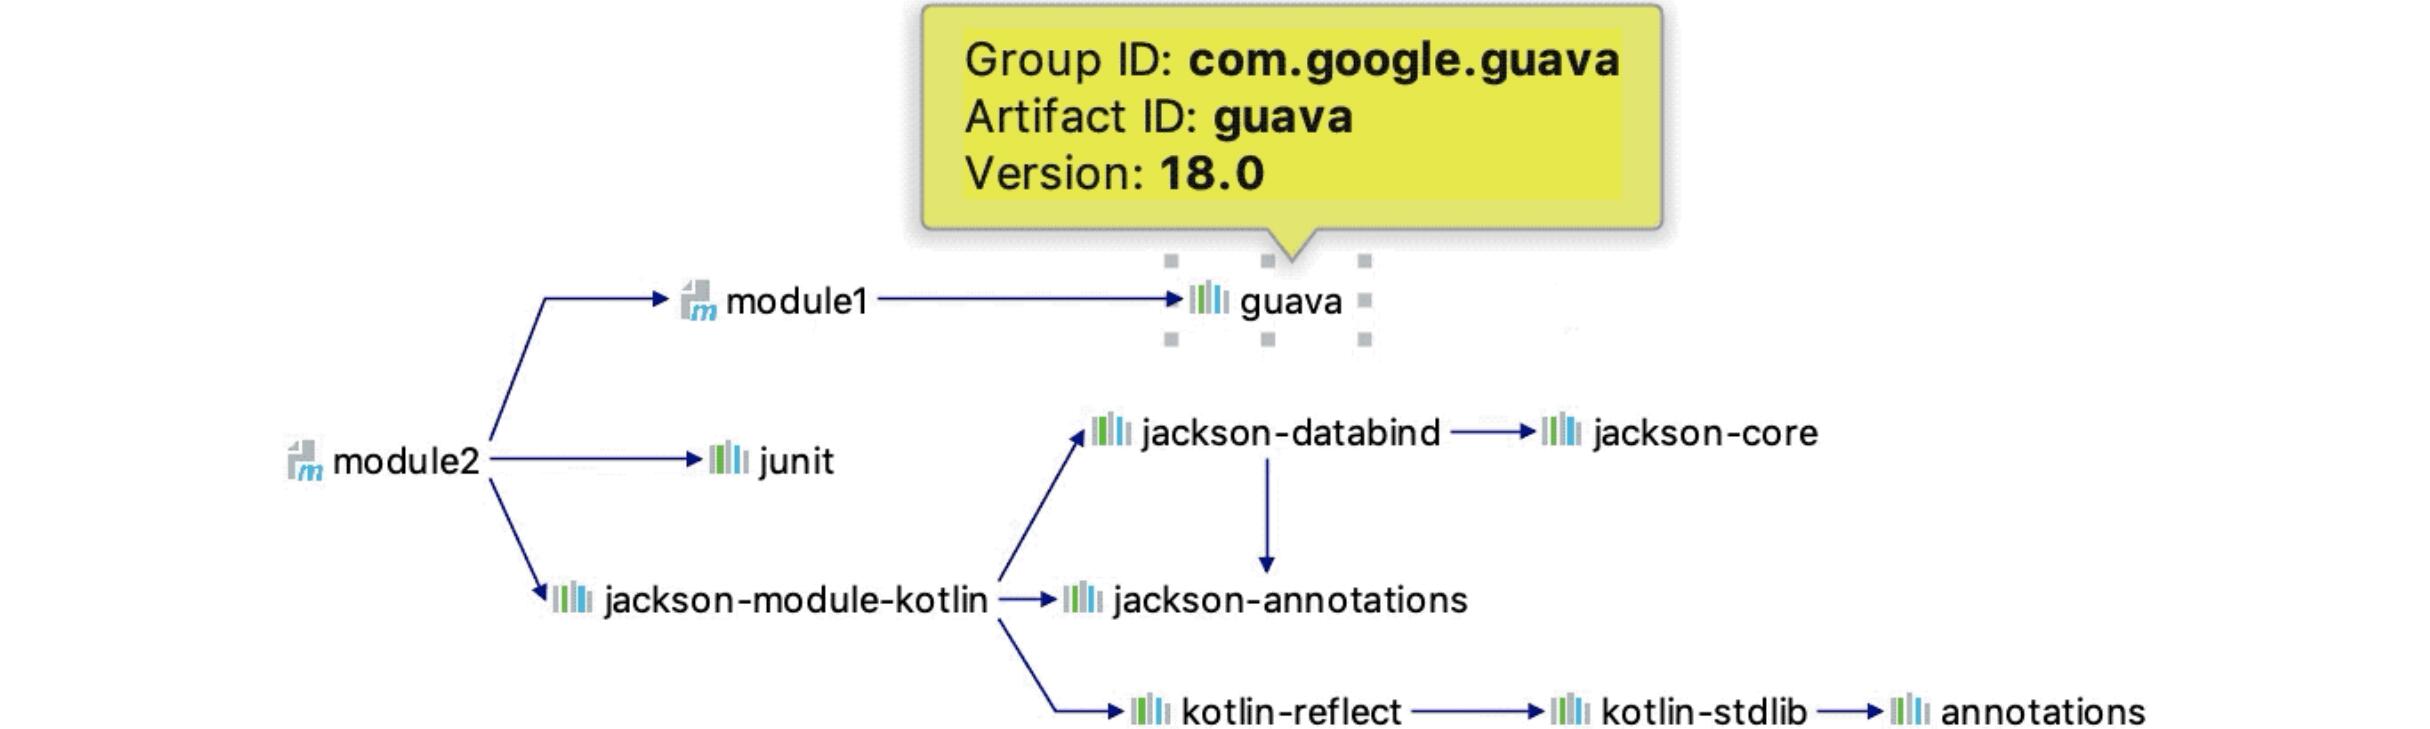 Group ID: com.google.guava
Artifact ID: guava
Version: 18.0
module1
guava
jackson-databind
jackson-core
module2
junit
jackson-module-kotlin
jackson-annotations
kotlin-reflect
kotlin-stdlib
annotations